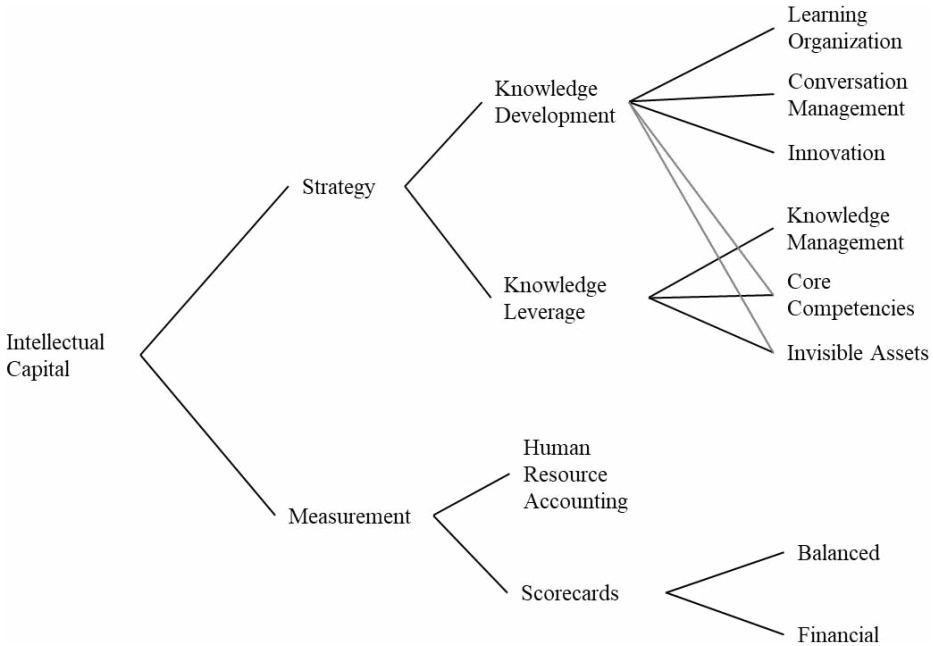 Learning
Organization
Knowledge
Development
Conversation
Management
Innovation
Strategy
Knowledge
Management
Knowledge
Leverage
Core
Competencies
Intellectual
Capital
Invisible Assets
Human
Resource
Accounting
Measurement
Balanced
Scorecards
Financial